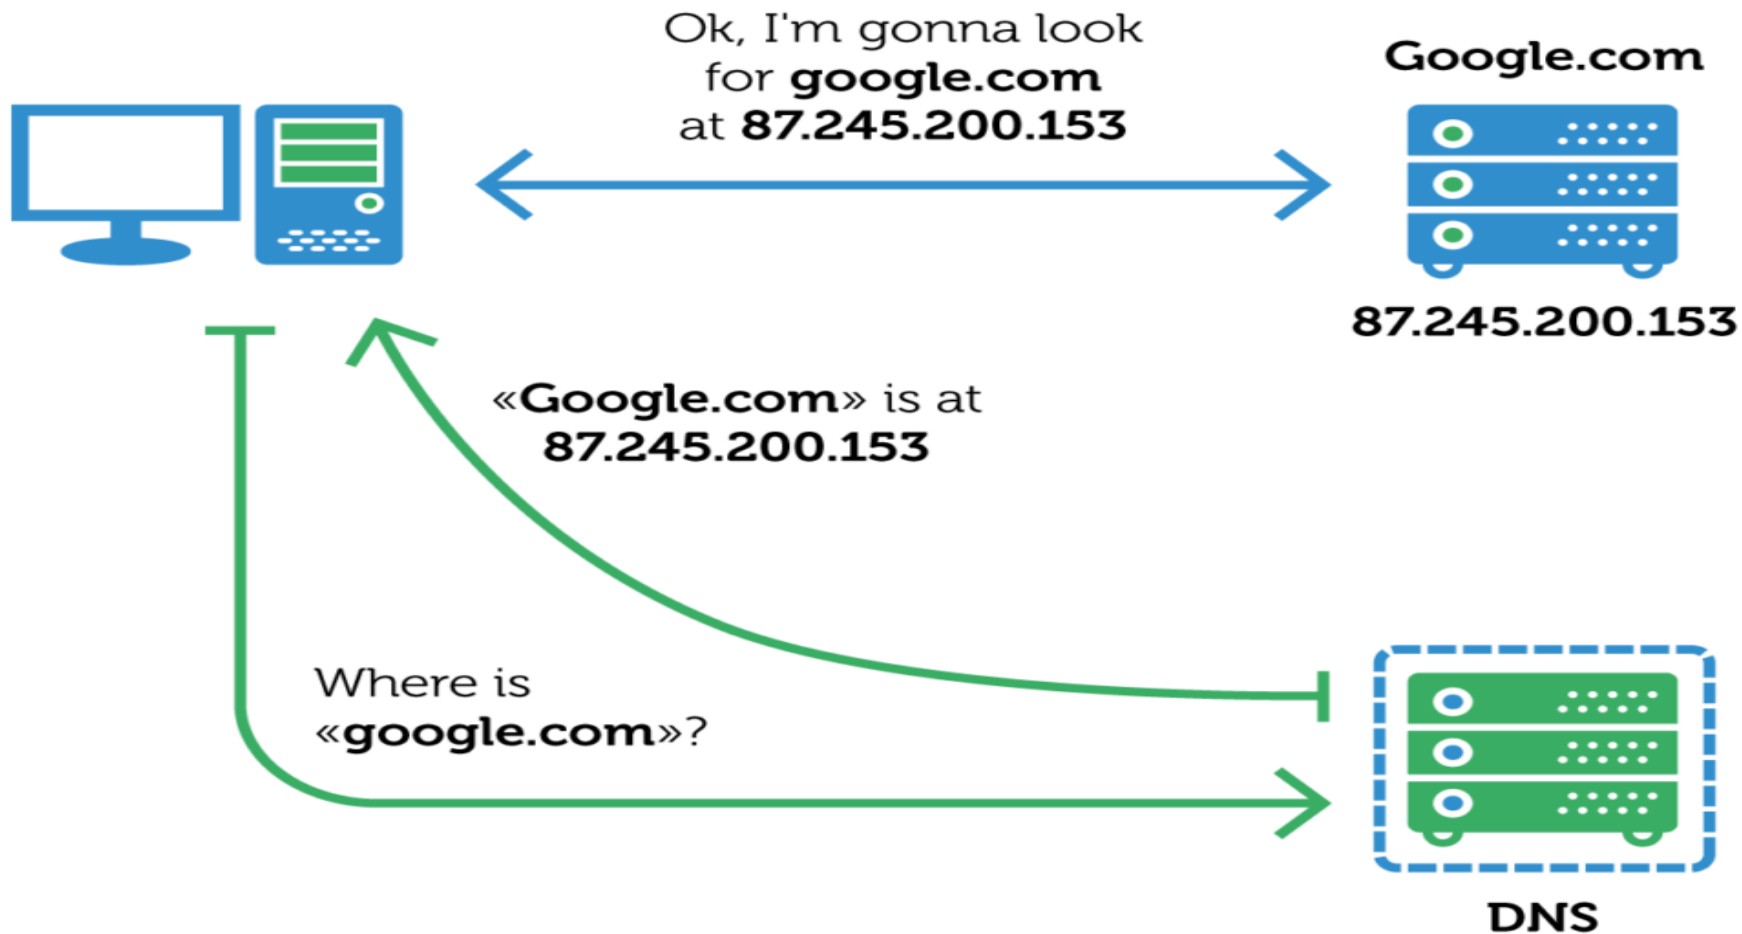 Ok, I'm gonna look
for google.com
at 87.245.200.153
Google.com
87.245.200.153
«Google.com» is at
87.245.200.153
Where is
«google.com»?
DNS